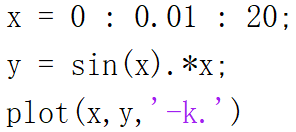 x = 0 : 0.01 : 20;
y = sin(x).*x;
plot(x,y,'-k.')